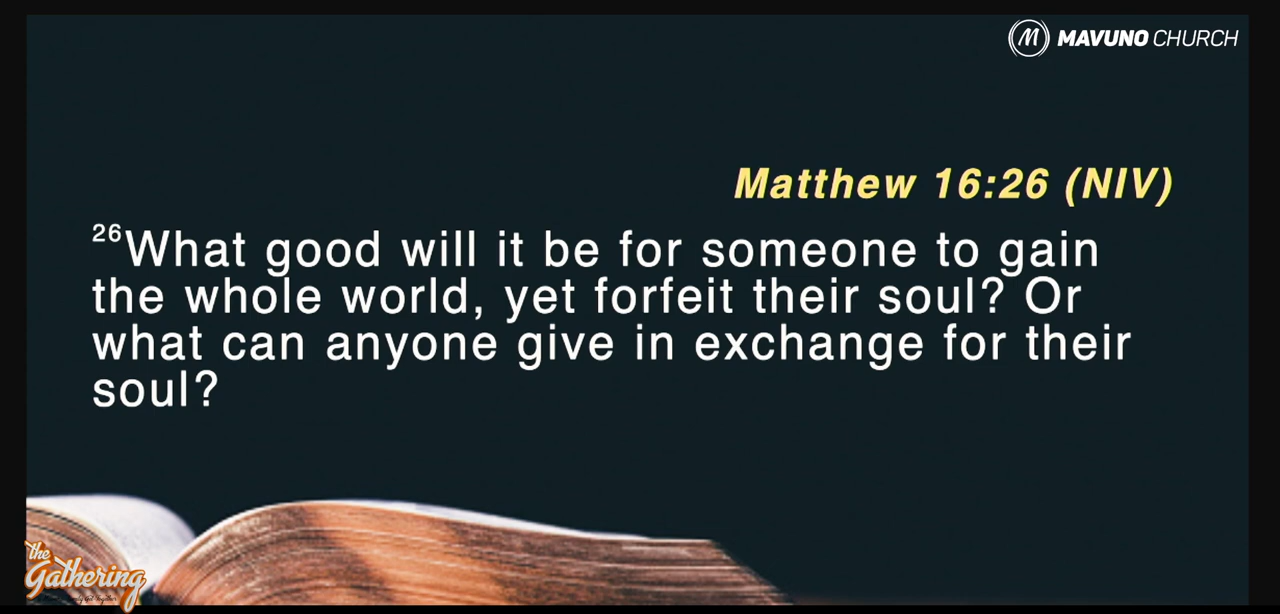 MAVUNO CHURCH
Matthew 16:26 (NIV)
26What good will it be for someone to gain
the whole world, yet forfeit their soul? Or
what can anyone give in exchange for their
soul?
the
Gathering